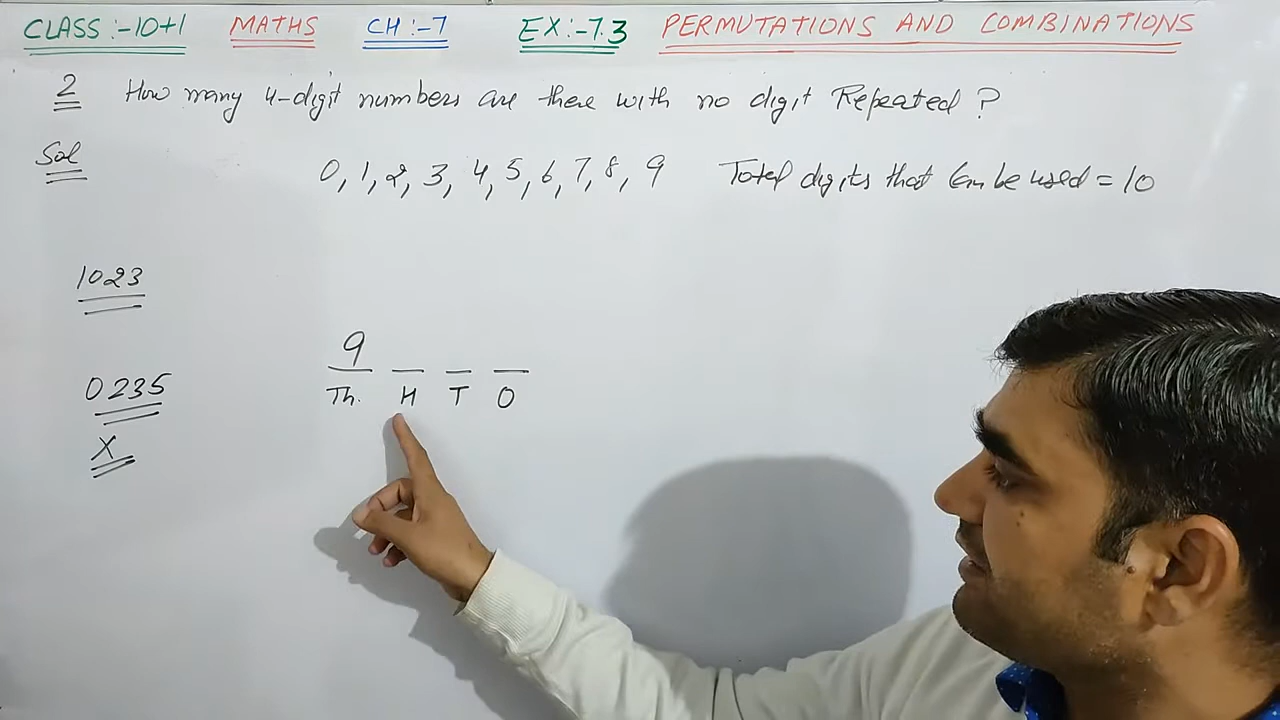 CLASS:-10+1 MATHS CH:-7 EX:-7.3 PERMUTATIONS AND COMBINATIONS
2 How many 4-digit numbers are there with no digit Repeated?
Sol 0, 1, 2, 3, 4, 5, 6, 7, 8, 9 Total digits that can be used = 10
1023
9
0235 Th. H T O
X